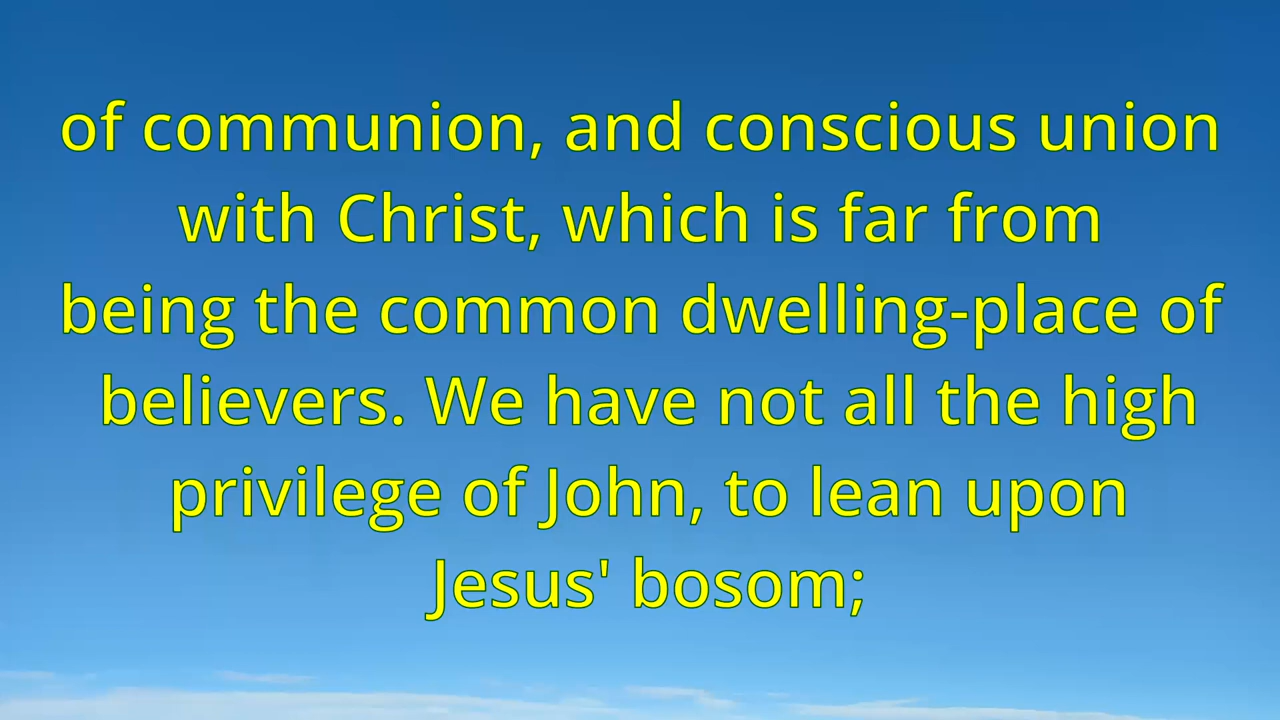 of communion, and conscious union
with Christ, which is far from
being the common dwelling-place of
believers. We have not all the high
privilege of John, to lean upon
Jesus' bosom;